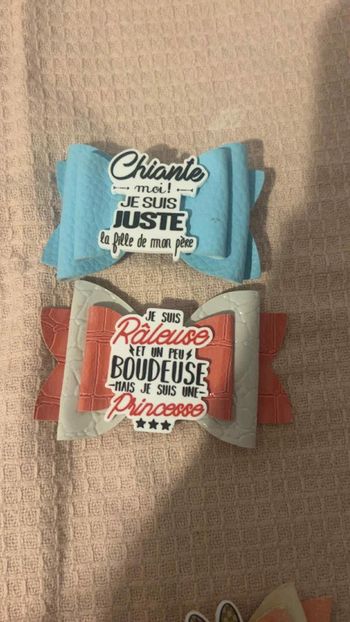 Chiante
moi!
JE SUIS
JUSTE
la fille de mon père
JE SUIS
Râleuse
ET UN PEU
BOUDEUSE
MAIS JE SUIS UNE
Princesse